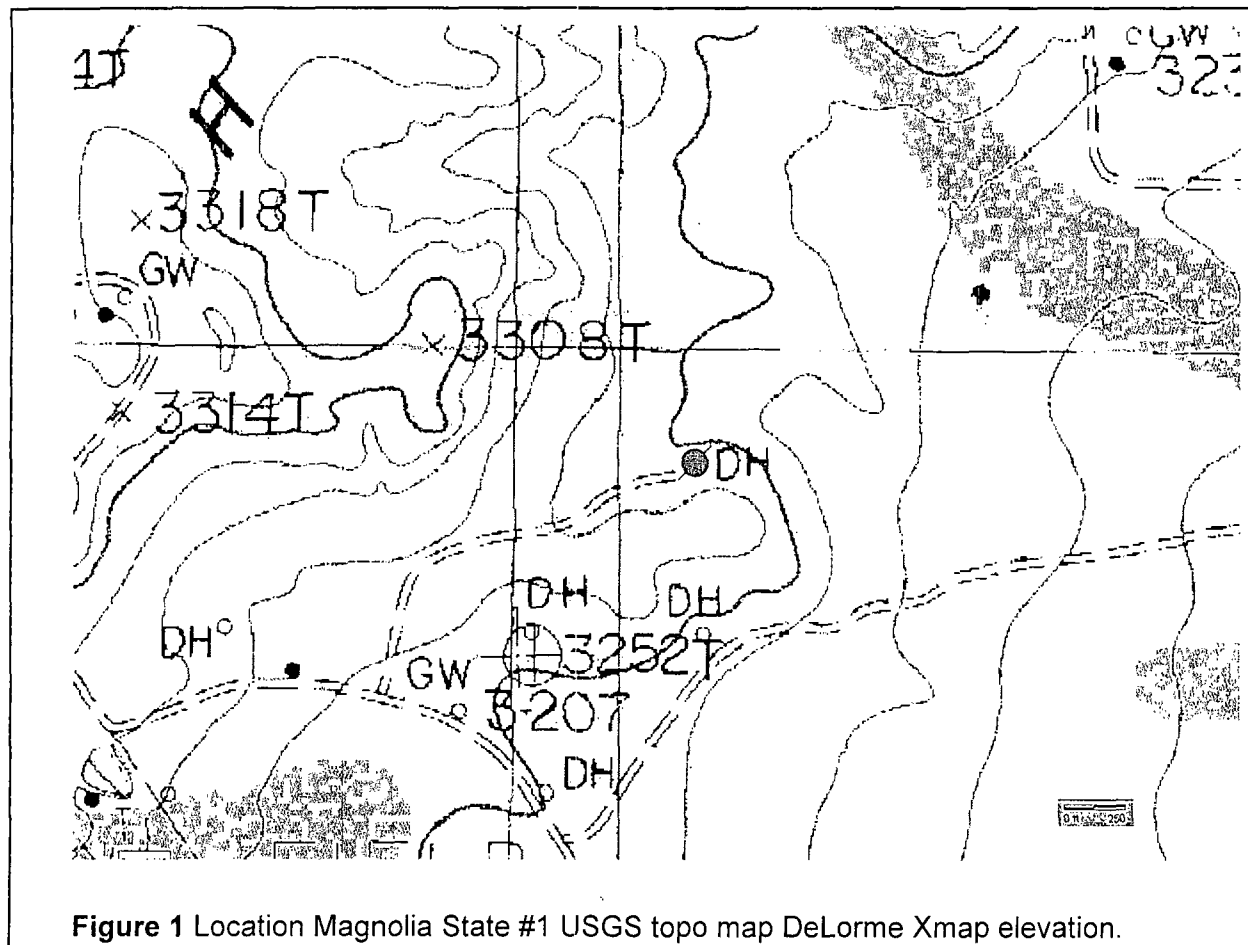 GW
1T
323
×3318T
GW
×3308T
×3314T
DH
DH
DH
DH
3252T
GW
3207
DH
Figure 1 Location Magnolia State #1 USGS topo map DeLorme Xmap elevation.